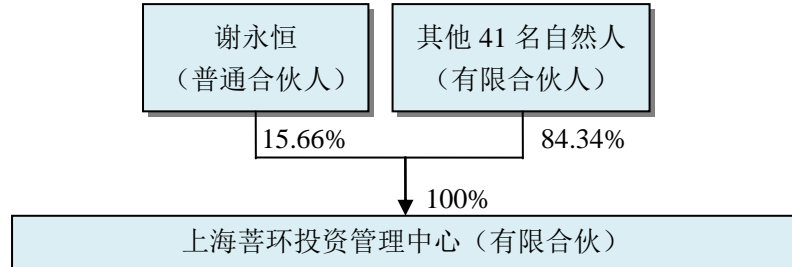 谢永恒
（普通合伙人）
其他 41 名自然人
（有限合伙人）
15.66%
84.34%
100%
上海菩环投资管理中心（有限合伙）